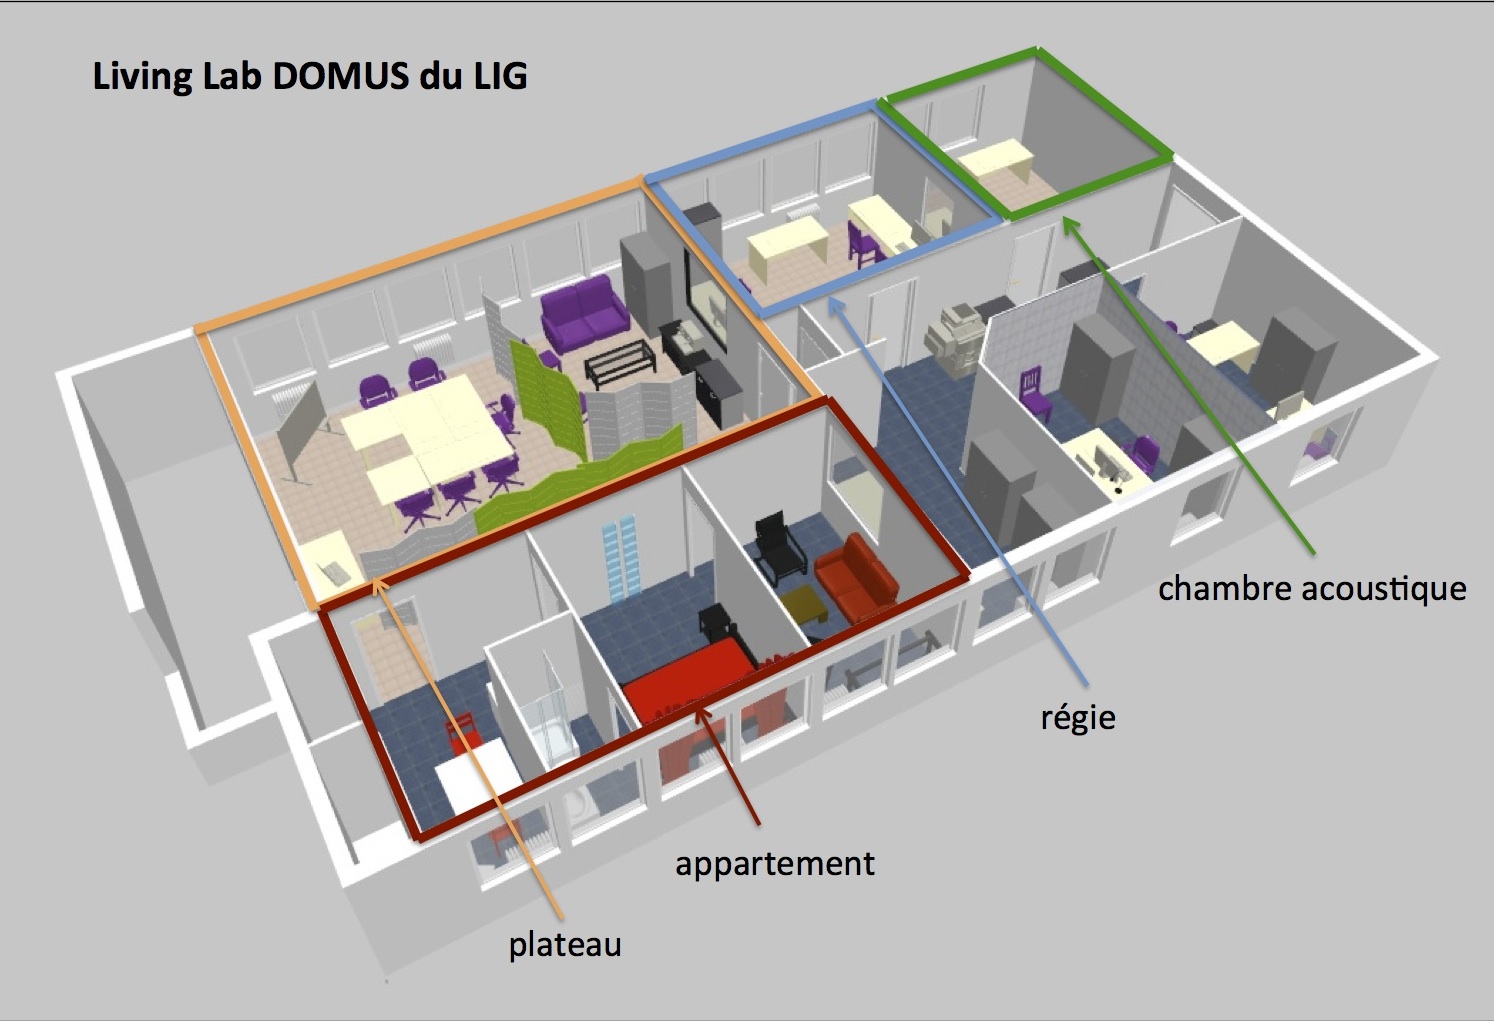 Living Lab DOMUS du LIG
chambre acoustique
régie
appartement
plateau